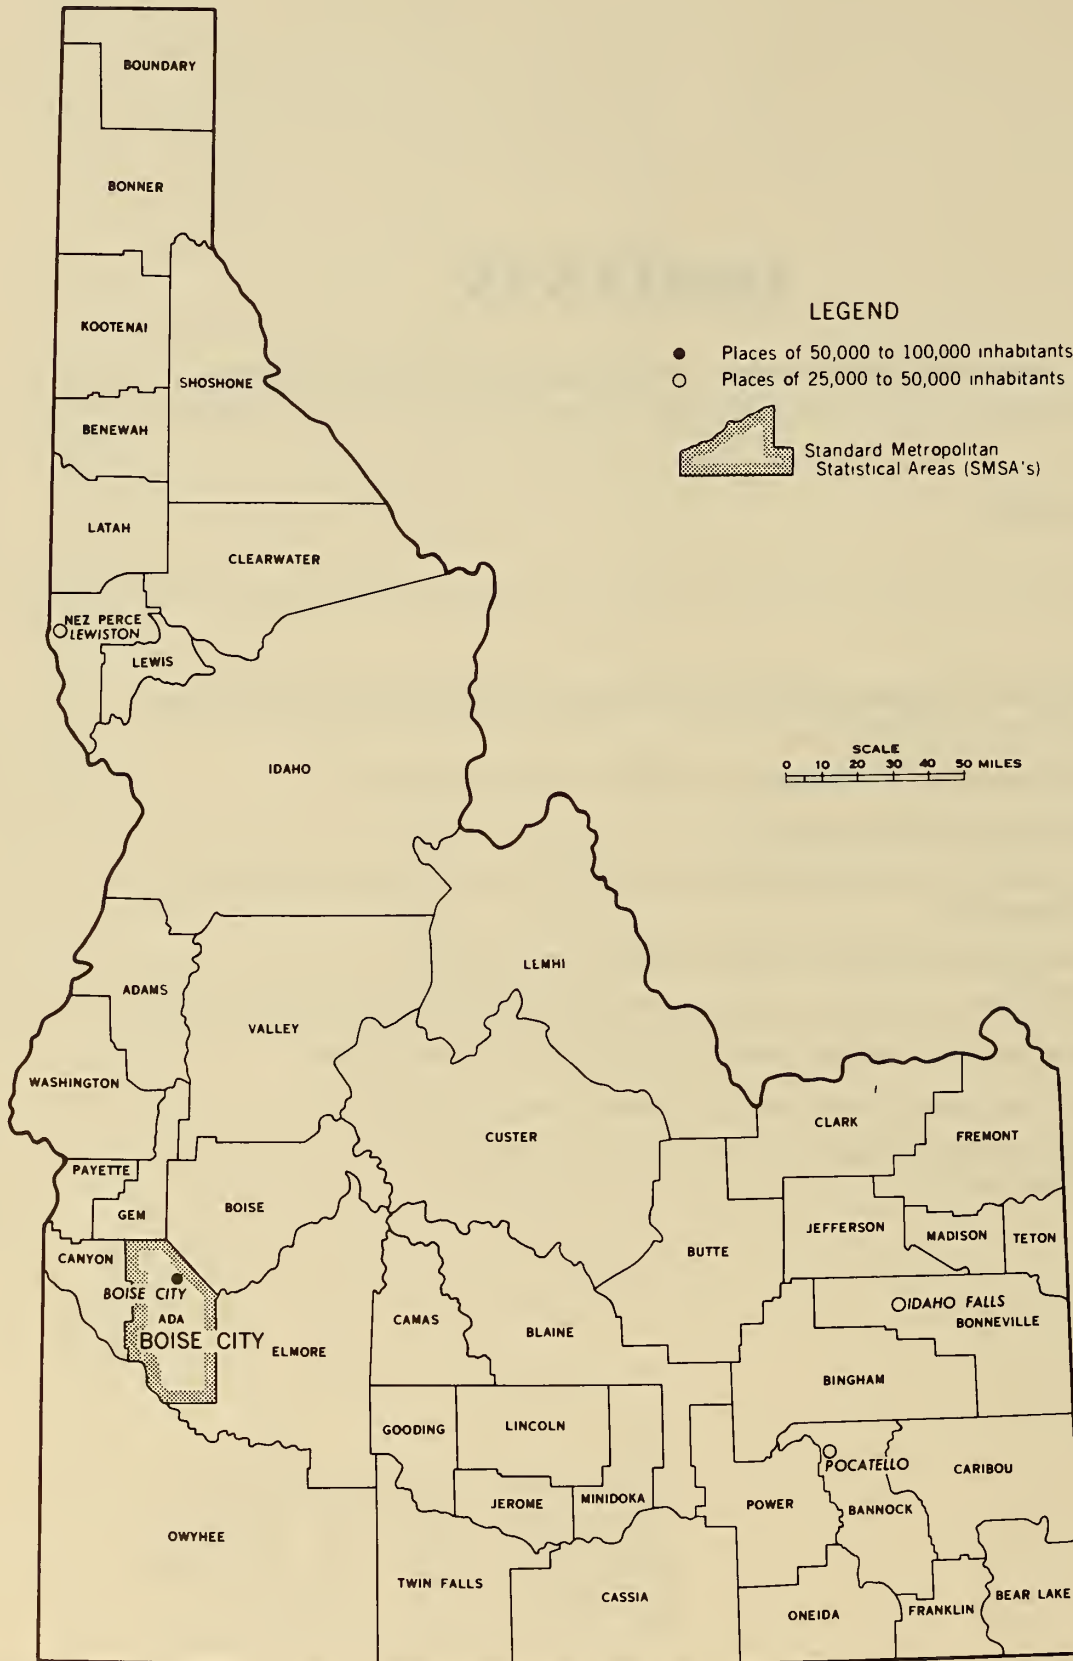 BOUNDARY
BONNER
KOOTENAI
SHOSHONE
BENEWAH
LATAH
CLEARWATER
NEZ PERCE
LEWISTON
LEWIS
IDAHO
LEGEND
Places of 50,000 to 100,000 inhabitants
Places of 25,000 to 50,000 inhabitants
Standard Metropolitan
Statistical Areas (SMSA's)
SCALE
0 10 20 30 40 50 MILES
LEMHI
ADAMS
VALLEY
WASHINGTON
CUSTER
CLARK
FREMONT
PAYETTE
GEM
BOISE
BUTTE
JEFFERSON
MADISON
TETON
CANYON
BOISE CITY
ADA
BOISE CITY
ELMORE
CAMAS
BLAINE
IDAHO FALLS
BONNEVILLE
BINGHAM
GOODING
LINCOLN
JEROME
MINIDOKA
POWER
POCATELLO
BANNOCK
CARIBOU
OWYHEE
TWIN FALLS
CASSIA
ONEIDA
FRANKLIN
BEAR LAKE